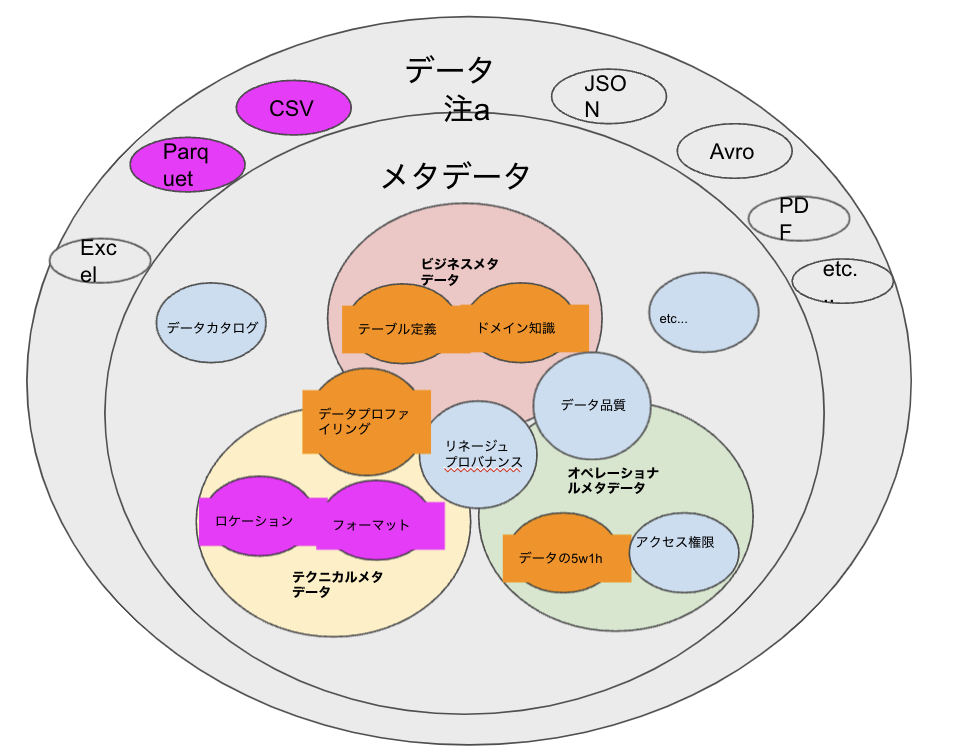 データ
注a
CSV
JSO
N
Parq
uet
Avro
メタデータ
PD
F
Exc
el
etc.
..
ビジネスメタ
データ
データカタログ
テーブル定義
ドメイン知識
etc...
データプロファ
イリング
データ品質
リネージュ
プロバナンス
オペレーショナ
ルメタデータ
ロケーション
フォーマット
データの5w1h
アクセス権限
テクニカルメタ
データ